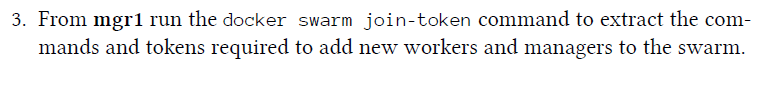 3. From mgr1 run the docker swarm join-token command to extract the com-
mands and tokens required to add new workers and managers to the swarm.